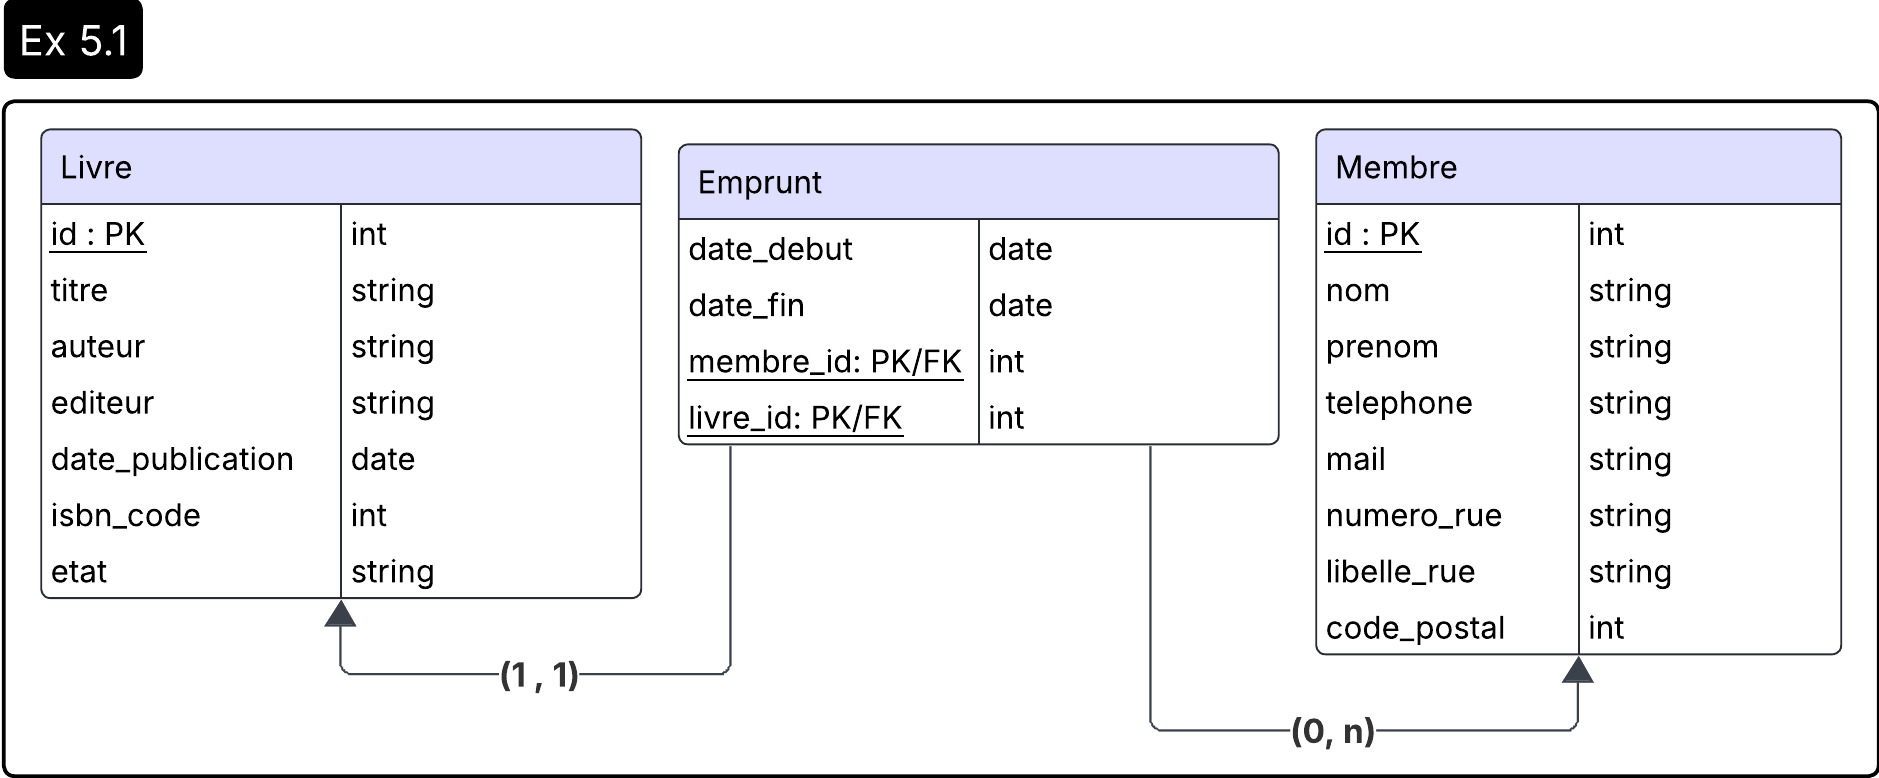 Ex 5.1
Livre
id : PK int
titre string
auteur string
editeur string
date_publication date
isbn_code int
etat string
Emprunt
date_debut date
date_fin date
membre_id: PK/FK int
livre_id: PK/FK int
Membre
id : PK int
nom string
prenom string
telephone string
mail string
numero_rue string
libelle_rue string
code_postal int
(1 , 1)
(0, n)